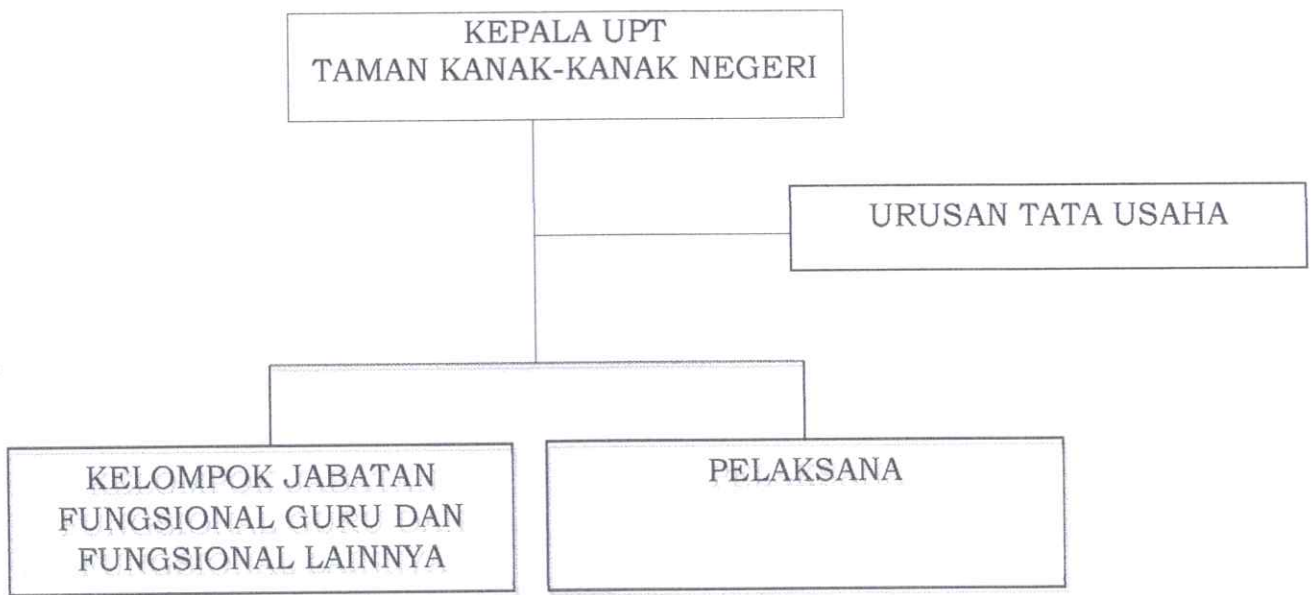 KEPALA UPT
TAMAN KANAK-KANAK NEGERI
URUSAN TATA USAHA
KELOMPOK JABATAN
FUNGSIONAL GURU DAN
FUNGSIONAL LAINNYA
PELAKSANA